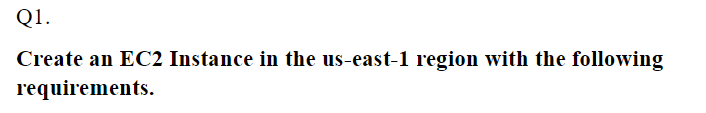 Q1.
Create an EC2 Instance in the us-east-1 region with the following
requirements.